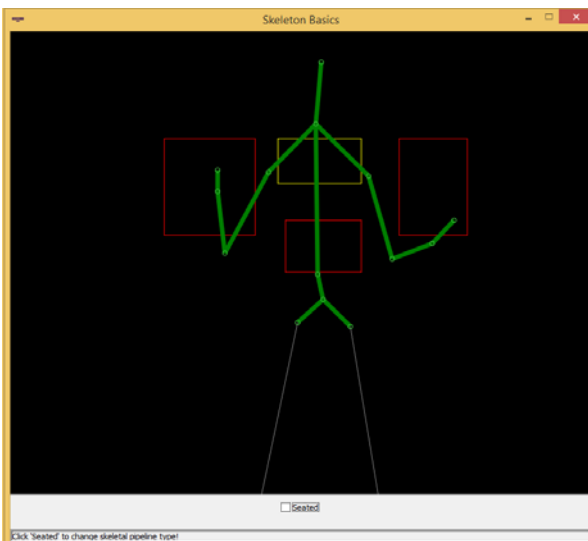 Skeleton Basics
Seated
Click 'Seated' to change skeletal pipeline type!